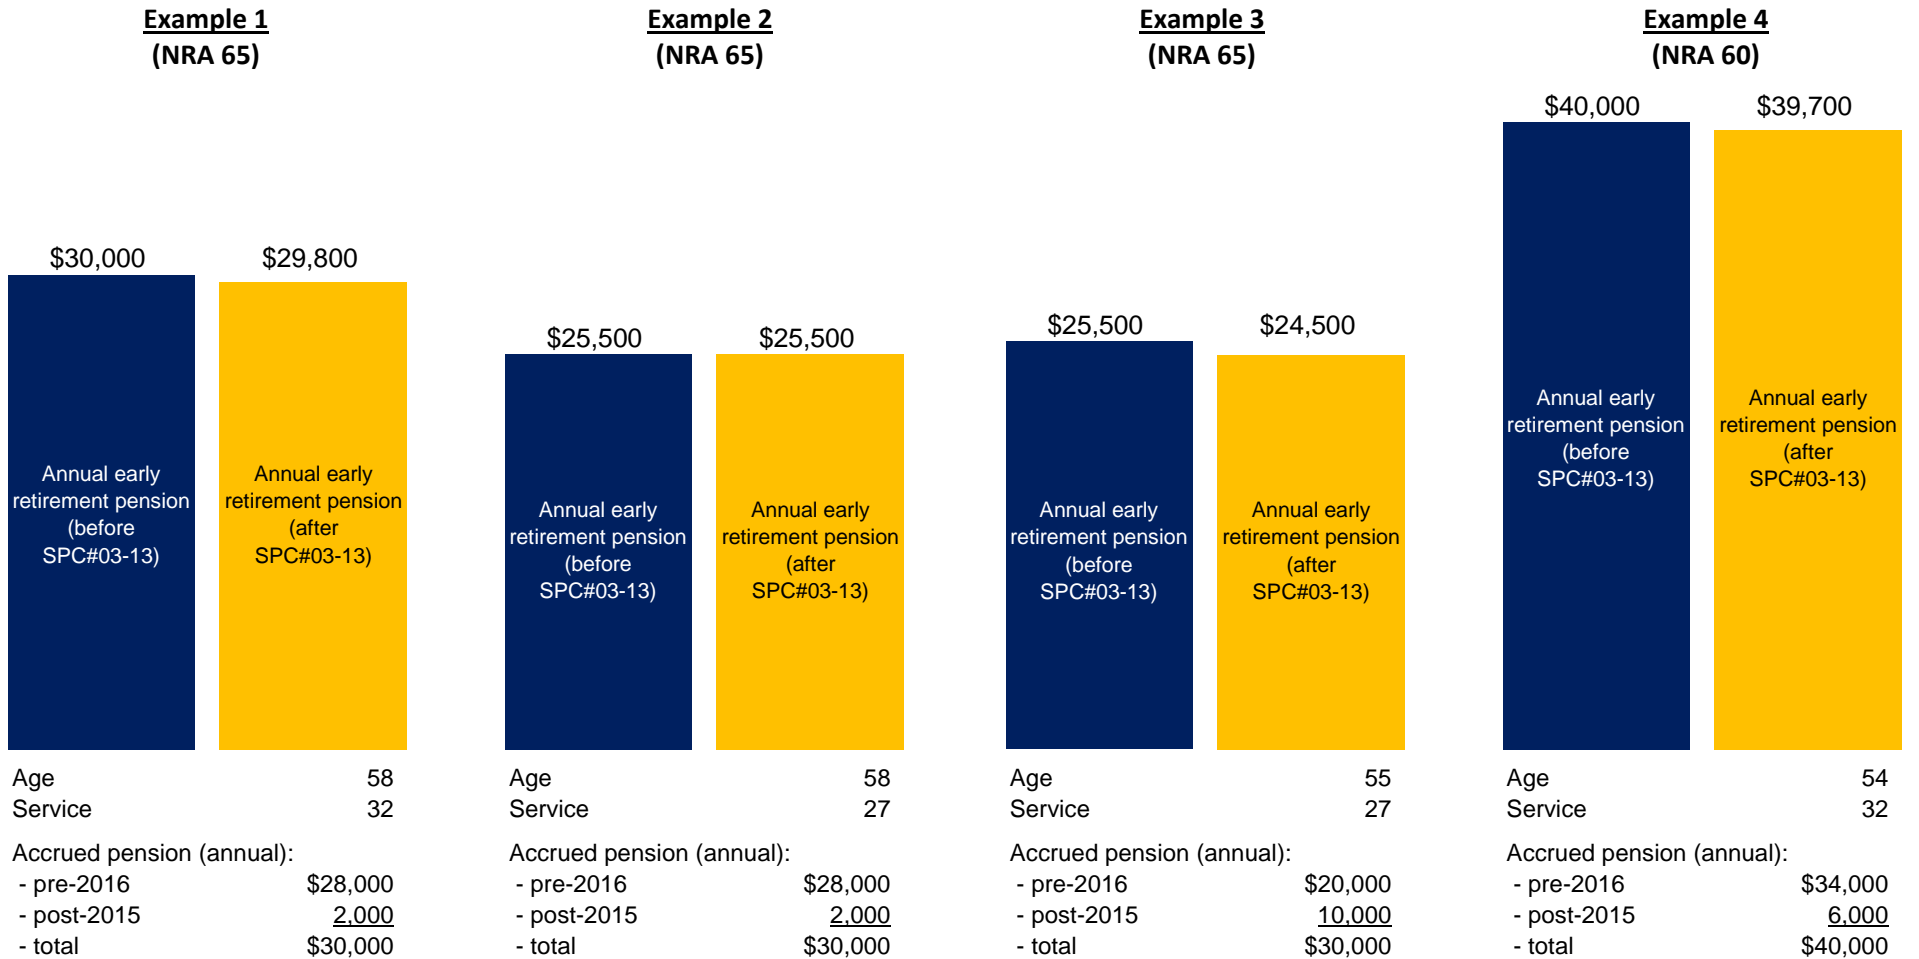 Example 1
(NRA 65)
$30,000
$29,800
Annual early
retirement pension
(before
SPC#03-13)
Annual early
retirement pension
(after
SPC#03-13)
Age 58
Service 32
Accrued pension (annual):
- pre-2016 $28,000
- post-2015 2,000
- total $30,000
Example 2
(NRA 65)
$25,500
$25,500
Annual early
retirement pension
(before
SPC#03-13)
Annual early
retirement pension
(after
SPC#03-13)
Age 58
Service 27
Accrued pension (annual):
- pre-2016 $28,000
- post-2015 2,000
- total $30,000
Example 3
(NRA 65)
$25,500
$24,500
Annual early
retirement pension
(before
SPC#03-13)
Annual early
retirement pension
(after
SPC#03-13)
Age 55
Service 27
Accrued pension (annual):
- pre-2016 $20,000
- post-2015 10,000
- total $30,000
Example 4
(NRA 60)
$40,000
$39,700
Annual early
retirement pension
(before
SPC#03-13)
Annual early
retirement pension
(after
SPC#03-13)
Age 54
Service 32
Accrued pension (annual):
- pre-2016 $34,000
- post-2015 6,000
- total $40,000